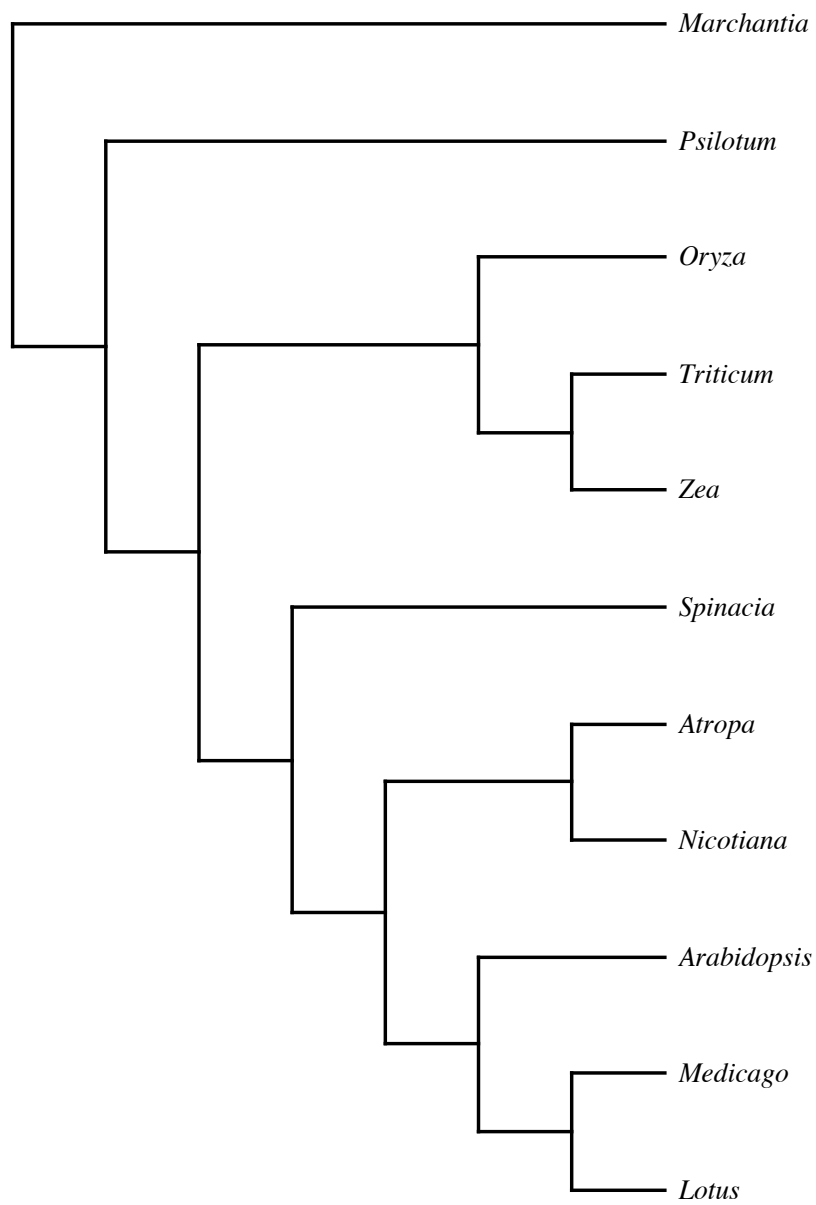 Marchantia
Psilotum
Oryza
Triticum
Zea
Spinacia
Atropa
Nicotiana
Arabidopsis
Medicago
Lotus